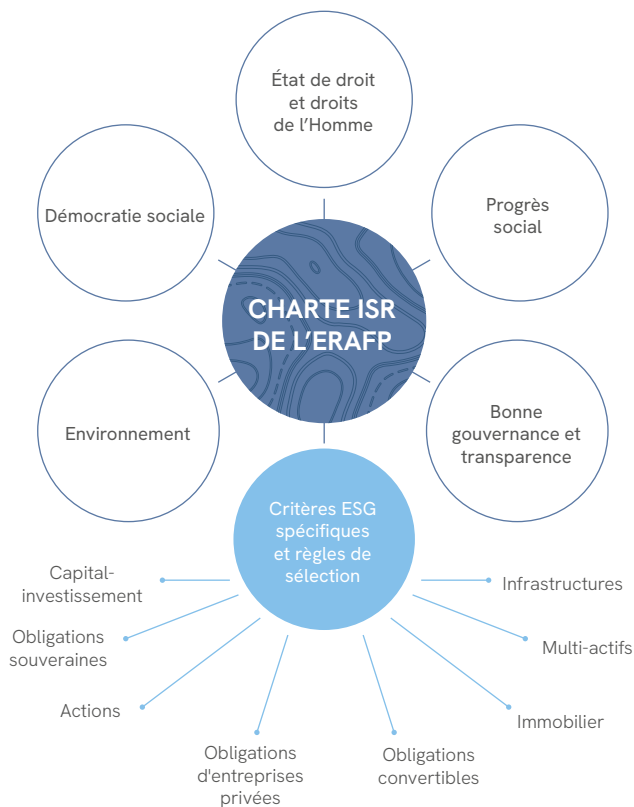 État de droit
et droits
de l’Homme
Démocratie sociale
Progrès
social
CHARTE ISR
DE L’ERAFP
Environnement
Bonne
gouvernance et
transparence
Critères ESG
spécifiques
et règles de
sélection
Capital-
investissement
Obligations
souveraines
Actions
Obligations
d'entreprises
privées
Obligations
convertibles
Immobilier
Multi-actifs
Infrastructures